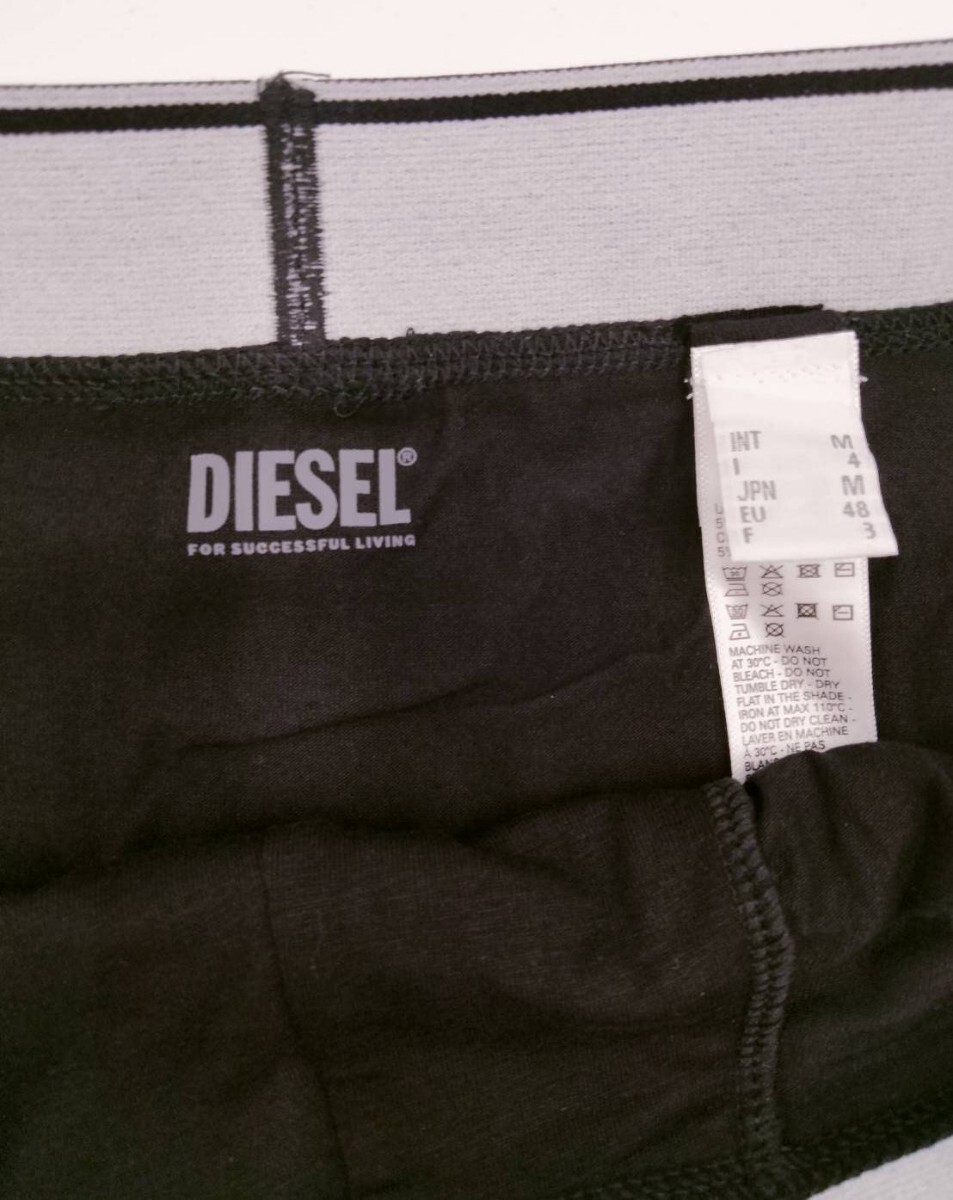 DIESEL®
FOR SUCCESSFUL LIVING
INT M
I 4
JPN M
EU 48
F 3
MACHINE WASH
AT 30°C - DO NOT
BLEACH - DO NOT
TUMBLE DRY - DRY
FLAT IN THE SHADE -
IRON AT MAX 110°C -
DO NOT DRY CLEAN -
LAVER EN MACHINE
À 30°C - NE PAS